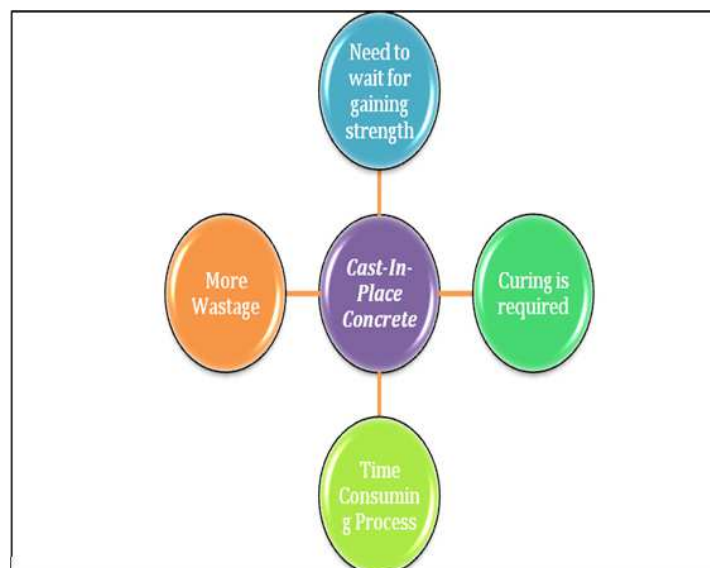 Need to
wait for
gaining
strength
More
Wastage
Cast-In-
Place
Concrete
Curing is
required
Time
Consumin
g Process